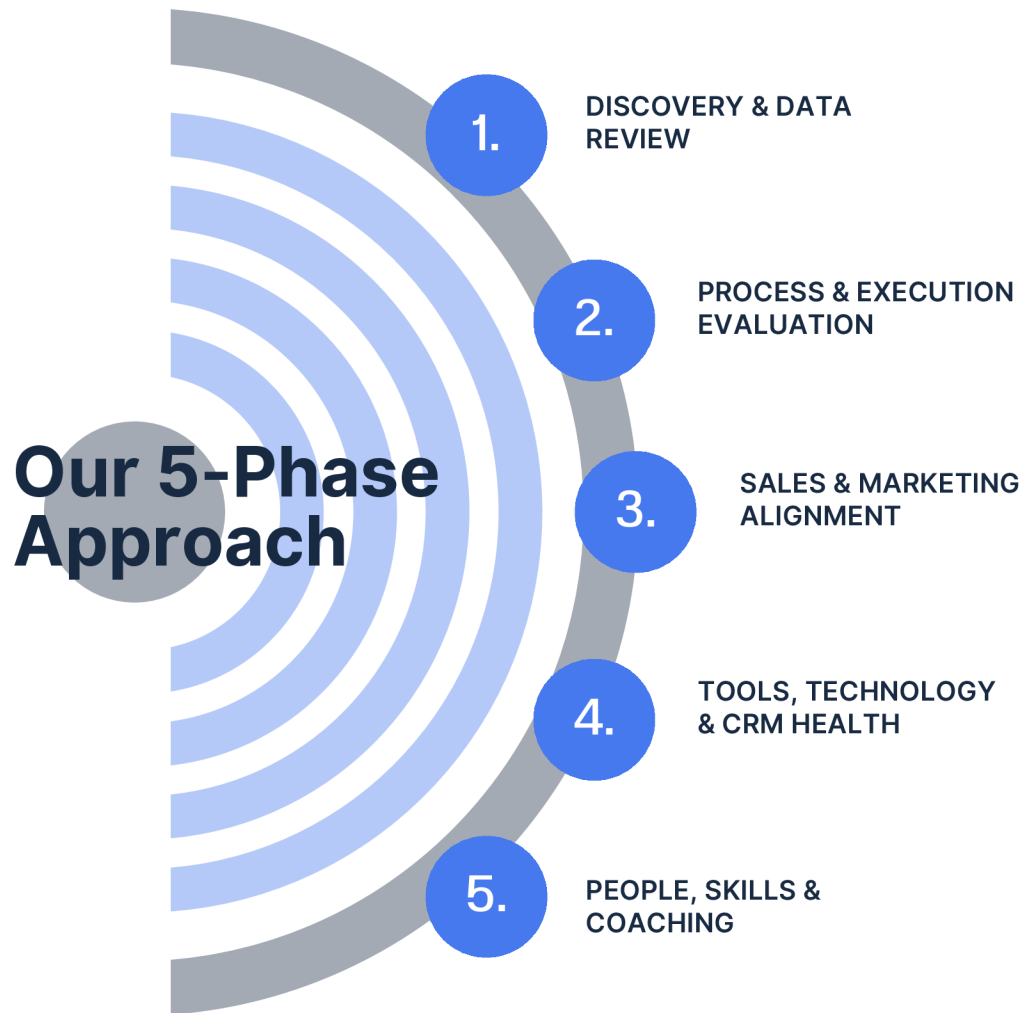 Our 5-Phase
Approach
1.
DISCOVERY & DATA
REVIEW
2.
PROCESS & EXECUTION
EVALUATION
3.
SALES & MARKETING
ALIGNMENT
4.
TOOLS, TECHNOLOGY
& CRM HEALTH
5.
PEOPLE, SKILLS &
COACHING